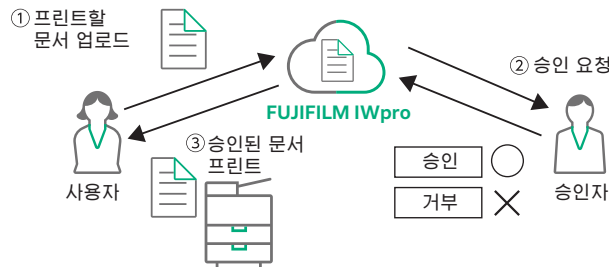 ① 프린트할
문서 업로드
② 승인 요청
FUJIFILM IWpro
③ 승인된 문서
프린트
승인
거부
사용자
승인자